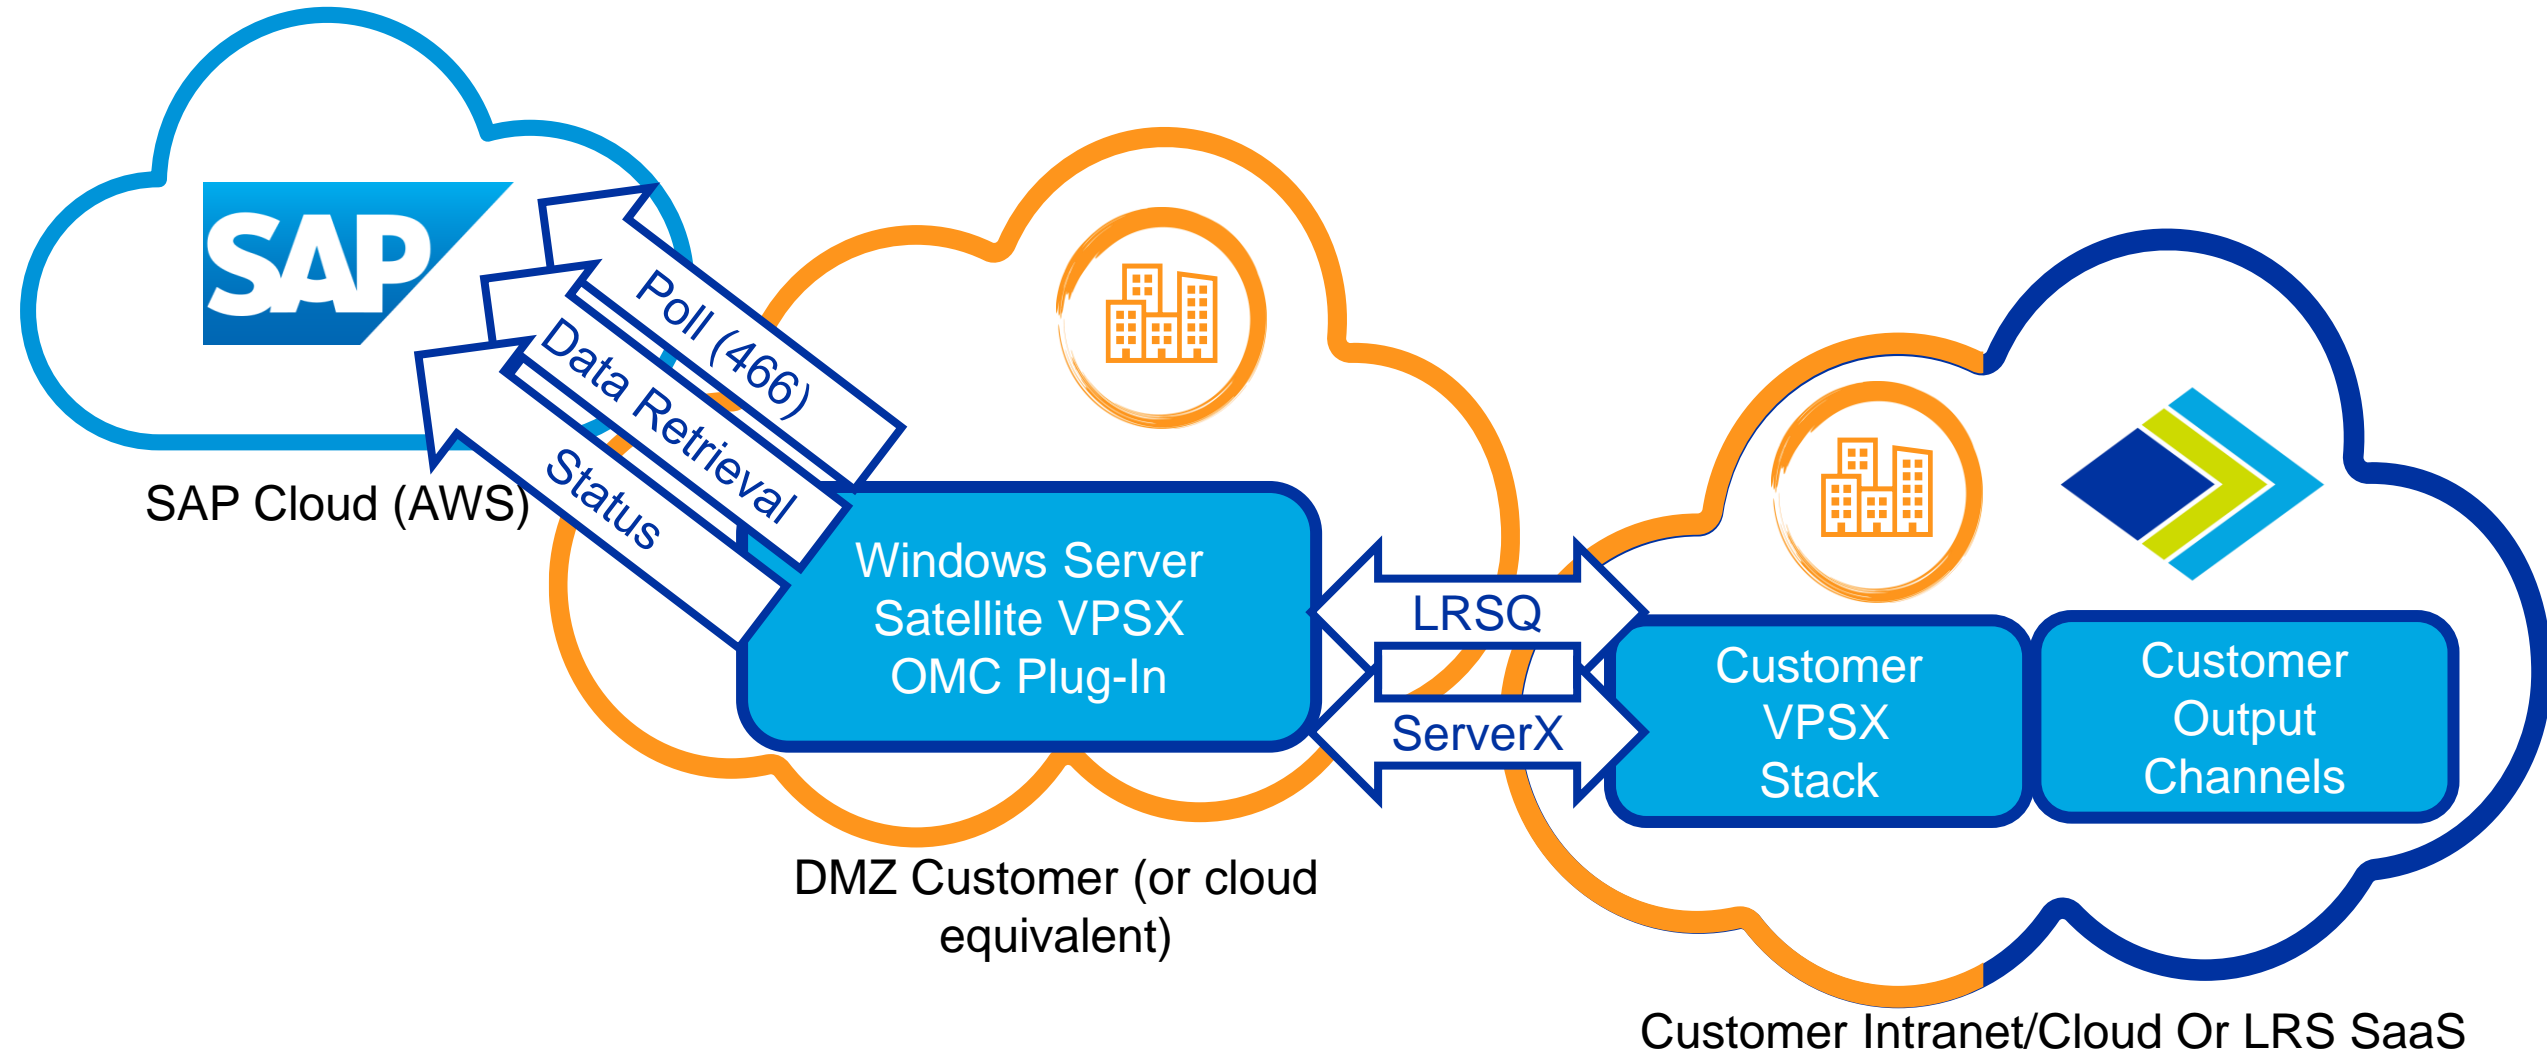 SAP
SAP Cloud (AWS)
Poll (466)
Data Retrieval
Status
Windows Server
Satellite VPSX
OMC Plug-In
DMZ Customer (or cloud
equivalent)
LRSQ
ServerX
Customer
VPSX
Stack
Customer
Output
Channels
Customer Intranet/Cloud Or LRS SaaS